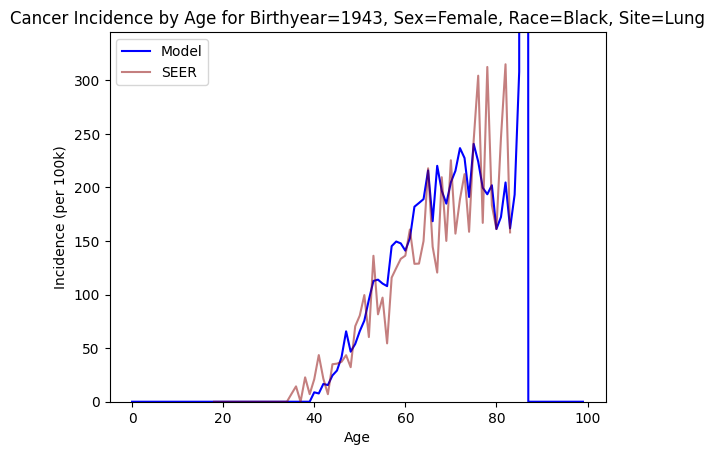 Cancer Incidence by Age for Birthyear=1943, Sex=Female, Race=Black, Site=Lung
Model
SEER
Incidence (per 100k)
300
250
200
150
100
50
0
0 20 40 60 80 100
Age